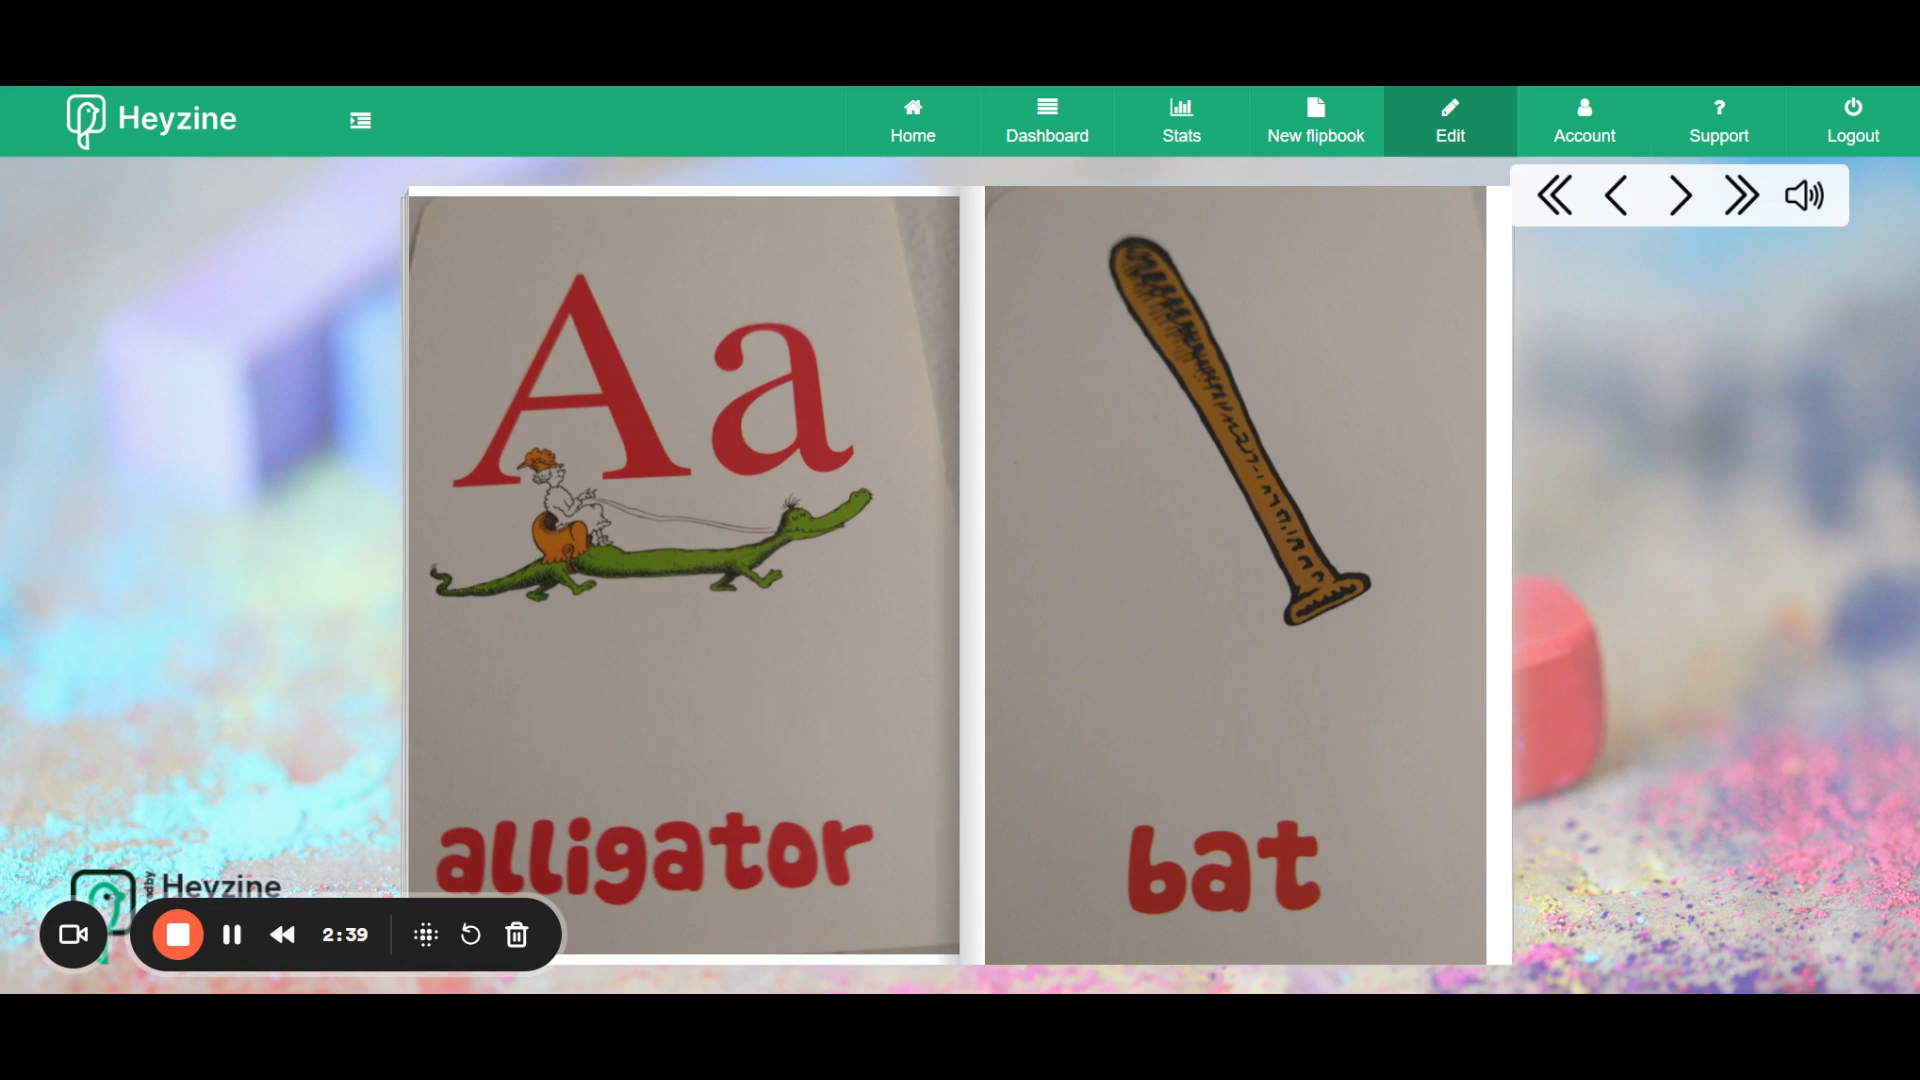 Heyzine
Home
Dashboard
Stats
New flipbook
Edit
Account
Support
Logout
Aa
alligator
bat
Heyzine
2:39